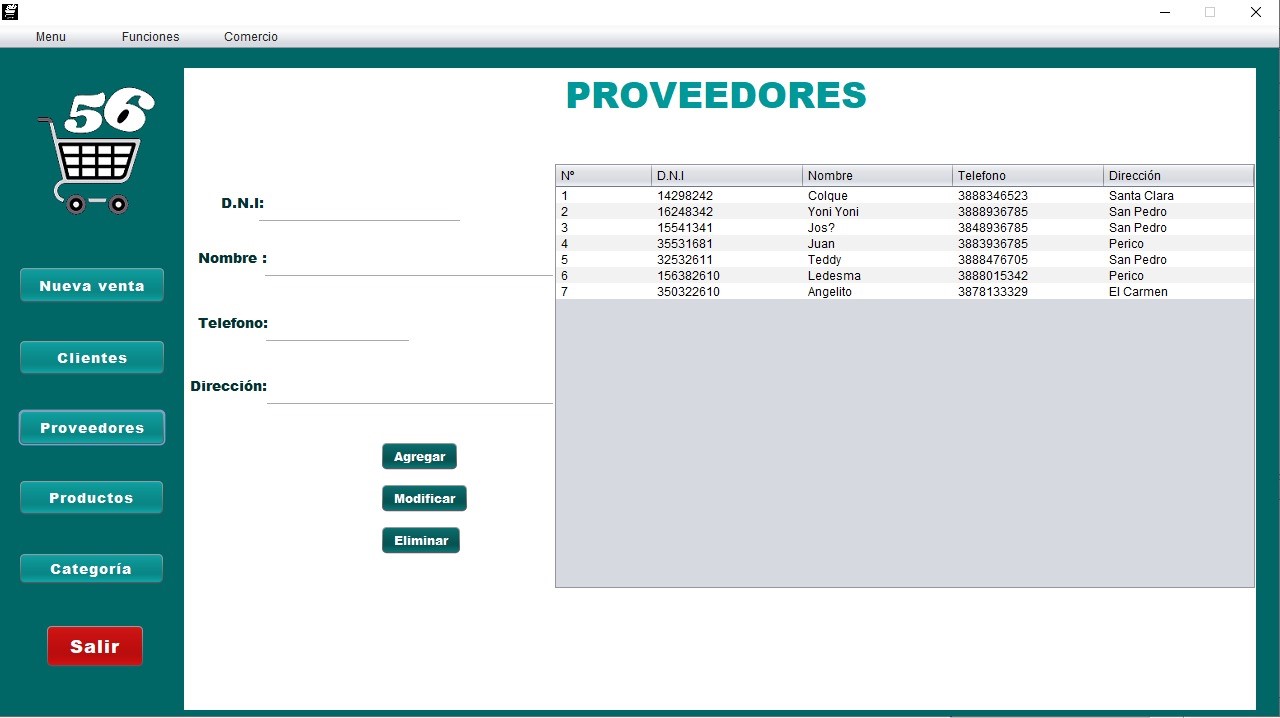 Menu Funciones Comercio
56
PROVEEDORES
Nº D.N.I Nombre Telefono Dirección
1 14298242 Colque 3888346523 Santa Clara
2 16248342 Yoni Yoni 3888936785 San Pedro
3 15541341 Jos? 3848936785 San Pedro
4 35531681 Juan 3883936785 Perico
5 32532611 Teddy 3888476705 San Pedro
6 156382610 Ledesma 3888015342 Perico
7 350322610 Angelito 3878133329 El Carmen
D.N.I:
Nombre :
Telefono:
Dirección:
Agregar
Modificar
Eliminar
Nueva venta
Clientes
Proveedores
Productos
Categoría
Salir